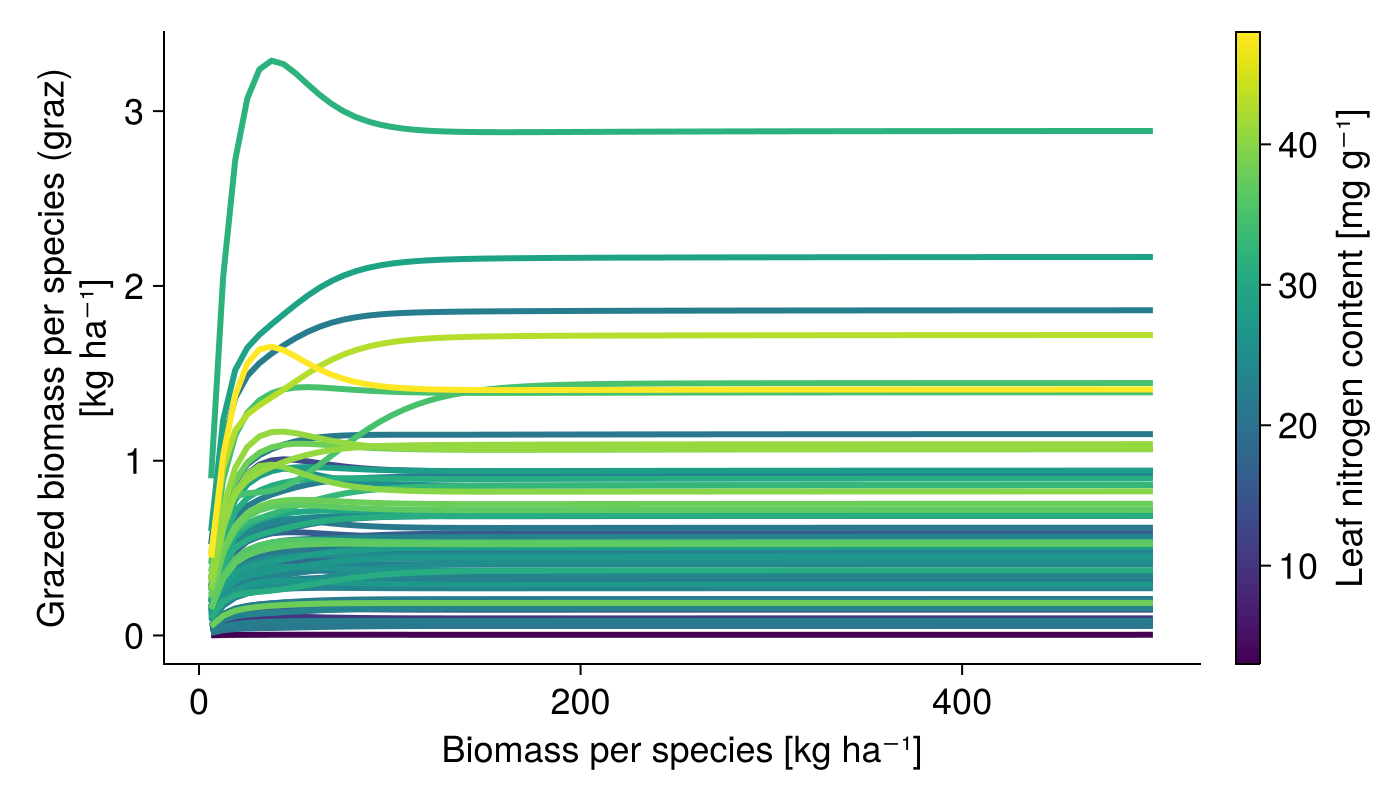 Grazed biomass per species (graz)
[kg ha⁻¹]
3
2
1
0
0
200
400
Biomass per species [kg ha⁻¹]
40
30
20
10
Leaf nitrogen content [mg g⁻¹]